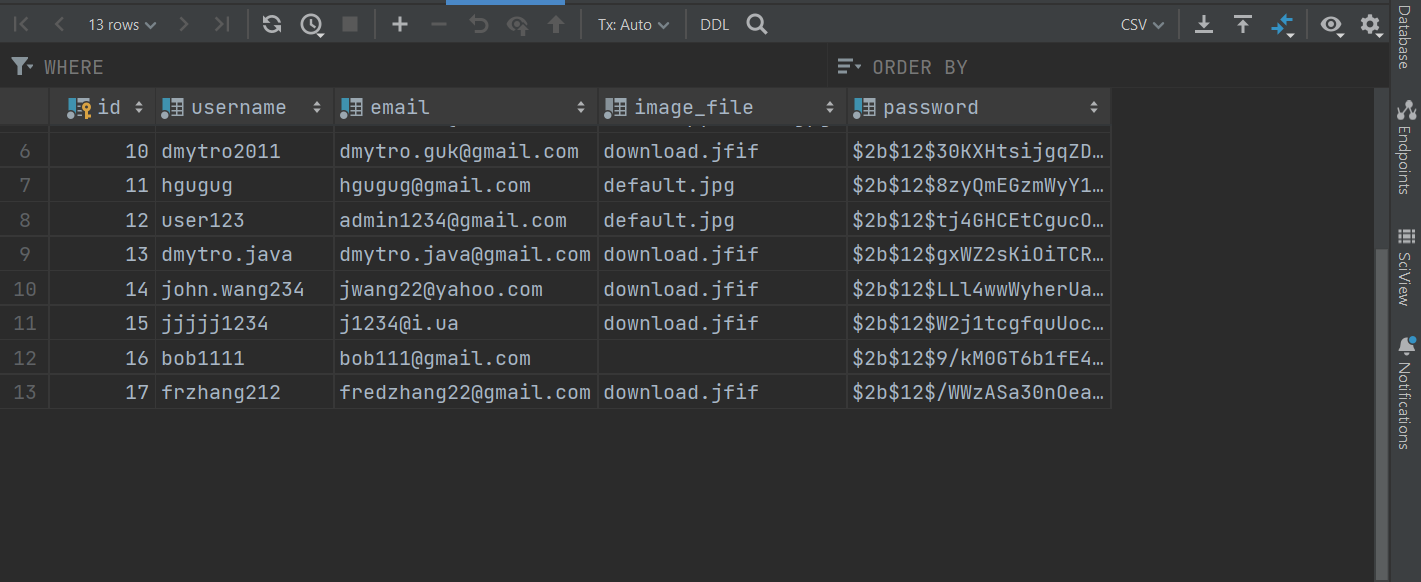 13 rows Tx: Auto DDL CSV
WHERE ORDER BY
id username email image_file password
6 10 dmytro2011 dmytro.guk@gmail.com download.jfif $2b$12$30KXHtsijgqZD…
7 11 hgugug hgugug@gmail.com default.jpg $2b$12$8zyQmEGzmWyY1…
8 12 user123 admin1234@gmail.com default.jpg $2b$12$tj4GHCEtCgucO…
9 13 dmytro.java dmytro.java@gmail.com download.jfif $2b$12$gxWZ2sKiOiTCR…
10 14 john.wang234 jwang22@yahoo.com download.jfif $2b$12$LLl4wwWyherUa…
11 15 jjjjj1234 j1234@i.ua download.jfif $2b$12$W2j1tcgfquUoc…
12 16 bob1111 bob111@gmail.com $2b$12$9/kM0GT6b1fE4…
13 17 frzhang212 fredzhang22@gmail.com download.jfif $2b$12$/WWzASa30nOea…
Database
Endpoints
SciView
Notifications